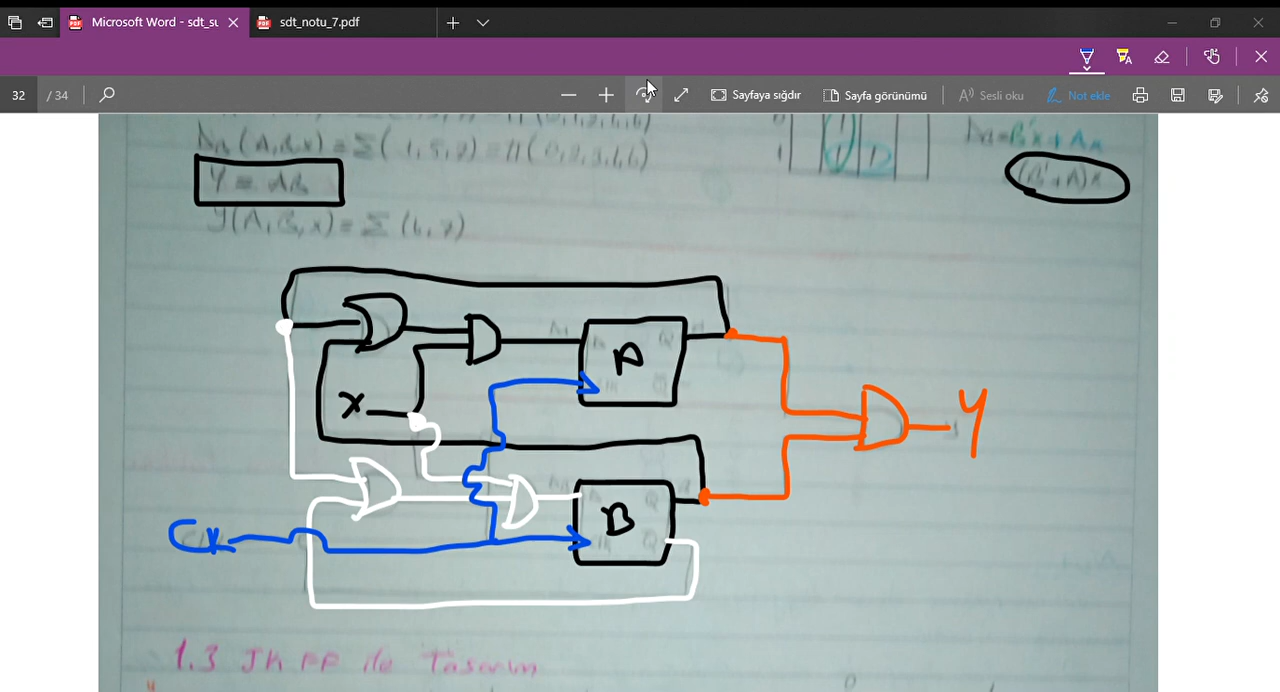 Microsoft Word - sdt_su
sdt_notu_7.pdf
32 / 34
Sayfaya sığdır
Sayfa görünümü
Sesli oku
Not ekle
Y = AB
(B'+A)x
y(A,B,x) = Σ (6,7)
A
Q
X
Y
B
Q
Q
Clk
1.3 JK FF ile Tasarım